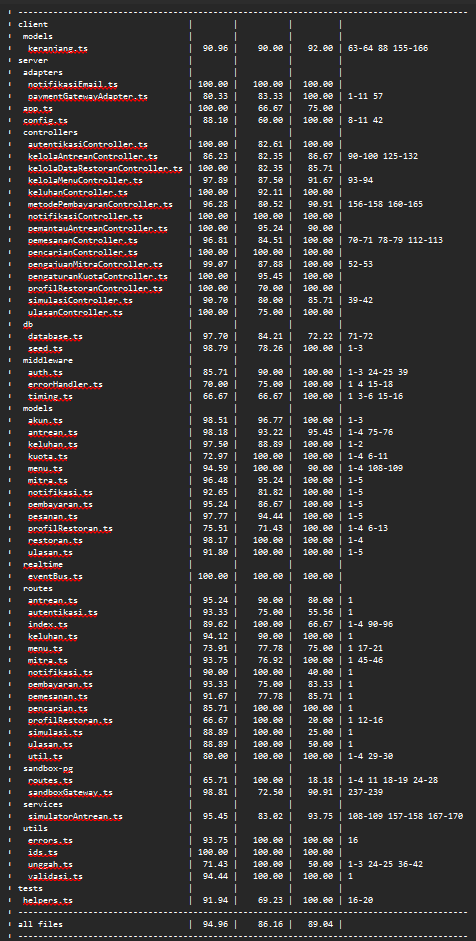 client | | | |
models | | | |
keranjang.ts | 90.96 | 90.00 | 92.00 | 63-64 88 155-166
server | | | |
adapters | | | |
notifikasiEmail.ts | 100.00 | 100.00 | 100.00 |
paymentGatewayAdapter.ts | 80.33 | 83.33 | 100.00 | 1-11 57
app.ts | 100.00 | 66.67 | 75.00 |
config.ts | 88.10 | 60.00 | 100.00 | 8-11 42
controllers | | | |
autentikasiController.ts | 100.00 | 82.61 | 100.00 |
kelolaAntreanController.ts | 86.23 | 82.35 | 86.67 | 90-100 125-132
kelolaDataRestoranController.ts | 100.00 | 82.35 | 85.71 |
kelolaMenuController.ts | 97.89 | 87.50 | 91.67 | 93-94
keluhanController.ts | 100.00 | 92.11 | 100.00 |
metodePembayaranController.ts | 96.28 | 80.52 | 90.91 | 156-158 160-165
notifikasiController.ts | 100.00 | 100.00 | 100.00 |
pemantauAntreanController.ts | 100.00 | 95.24 | 90.00 |
pemesananController.ts | 96.81 | 84.51 | 100.00 | 70-71 78-79 112-113
pencarianController.ts | 100.00 | 100.00 | 100.00 |
pengajuanMitraController.ts | 99.07 | 87.88 | 100.00 | 52-53
pengaturanKuotaController.ts | 100.00 | 95.45 | 100.00 |
profilRestoranController.ts | 100.00 | 70.00 | 100.00 |
simulasiController.ts | 90.70 | 80.00 | 85.71 | 39-42
ulasanController.ts | 100.00 | 75.00 | 100.00 |
db | | | |
database.ts | 97.70 | 84.21 | 72.22 | 71-72
seed.ts | 98.79 | 78.26 | 100.00 | 1-3
middleware | | | |
auth.ts | 85.71 | 90.00 | 100.00 | 1-3 24-25 39
errorHandler.ts | 70.00 | 75.00 | 100.00 | 1 4 15-18
timing.ts | 66.67 | 66.67 | 100.00 | 1 3-6 15-16
models | | | |
akun.ts | 98.51 | 96.77 | 100.00 | 1-3
antrean.ts | 98.18 | 93.22 | 95.45 | 1-4 75-76
keluhan.ts | 97.50 | 88.89 | 100.00 | 1-2
kuota.ts | 72.97 | 100.00 | 100.00 | 1-4 6-11
menu.ts | 94.59 | 100.00 | 90.00 | 1-4 108-109
mitra.ts | 96.48 | 95.24 | 100.00 | 1-5
notifikasi.ts | 92.65 | 81.82 | 100.00 | 1-5
pembayaran.ts | 95.24 | 86.67 | 100.00 | 1-5
pesanan.ts | 97.77 | 94.44 | 100.00 | 1-5
profilRestoran.ts | 75.51 | 71.43 | 100.00 | 1-4 6-13
restoran.ts | 98.17 | 100.00 | 100.00 | 1-4
ulasan.ts | 91.80 | 100.00 | 100.00 | 1-5
realtime | | | |
eventBus.ts | 100.00 | 100.00 | 100.00 |
routes | | | |
antrean.ts | 95.24 | 90.00 | 80.00 | 1
autentikasi.ts | 93.33 | 75.00 | 55.56 | 1
index.ts | 89.62 | 100.00 | 66.67 | 1-4 90-96
keluhan.ts | 94.12 | 90.00 | 100.00 | 1
menu.ts | 73.91 | 77.78 | 75.00 | 1 17-21
mitra.ts | 93.75 | 76.92 | 100.00 | 1 45-46
notifikasi.ts | 90.00 | 100.00 | 40.00 | 1
pembayaran.ts | 93.33 | 75.00 | 83.33 | 1
pemesanan.ts | 91.67 | 77.78 | 85.71 | 1
pencarian.ts | 85.71 | 100.00 | 100.00 | 1
profilRestoran.ts | 66.67 | 100.00 | 20.00 | 1 12-16
simulasi.ts | 88.89 | 100.00 | 25.00 | 1
ulasan.ts | 88.89 | 100.00 | 50.00 | 1
util.ts | 80.00 | 100.00 | 100.00 | 1-4 29-30
sandbox-pg | | | |
routes.ts | 65.71 | 100.00 | 18.18 | 1-4 11 18-19 24-28
sandboxGateway.ts | 98.81 | 72.50 | 90.91 | 237-239
services | | | |
simulatorAntrean.ts | 95.45 | 83.02 | 93.75 | 108-109 157-158 167-170
utils | | | |
errors.ts | 93.75 | 100.00 | 100.00 | 16
ids.ts | 100.00 | 100.00 | 100.00 |
unggah.ts | 71.43 | 100.00 | 50.00 | 1-3 24-25 36-42
validasi.ts | 94.44 | 100.00 | 100.00 | 1
tests | | | |
helpers.ts | 91.94 | 69.23 | 100.00 | 16-20
all files | 94.96 | 86.16 | 89.04 |